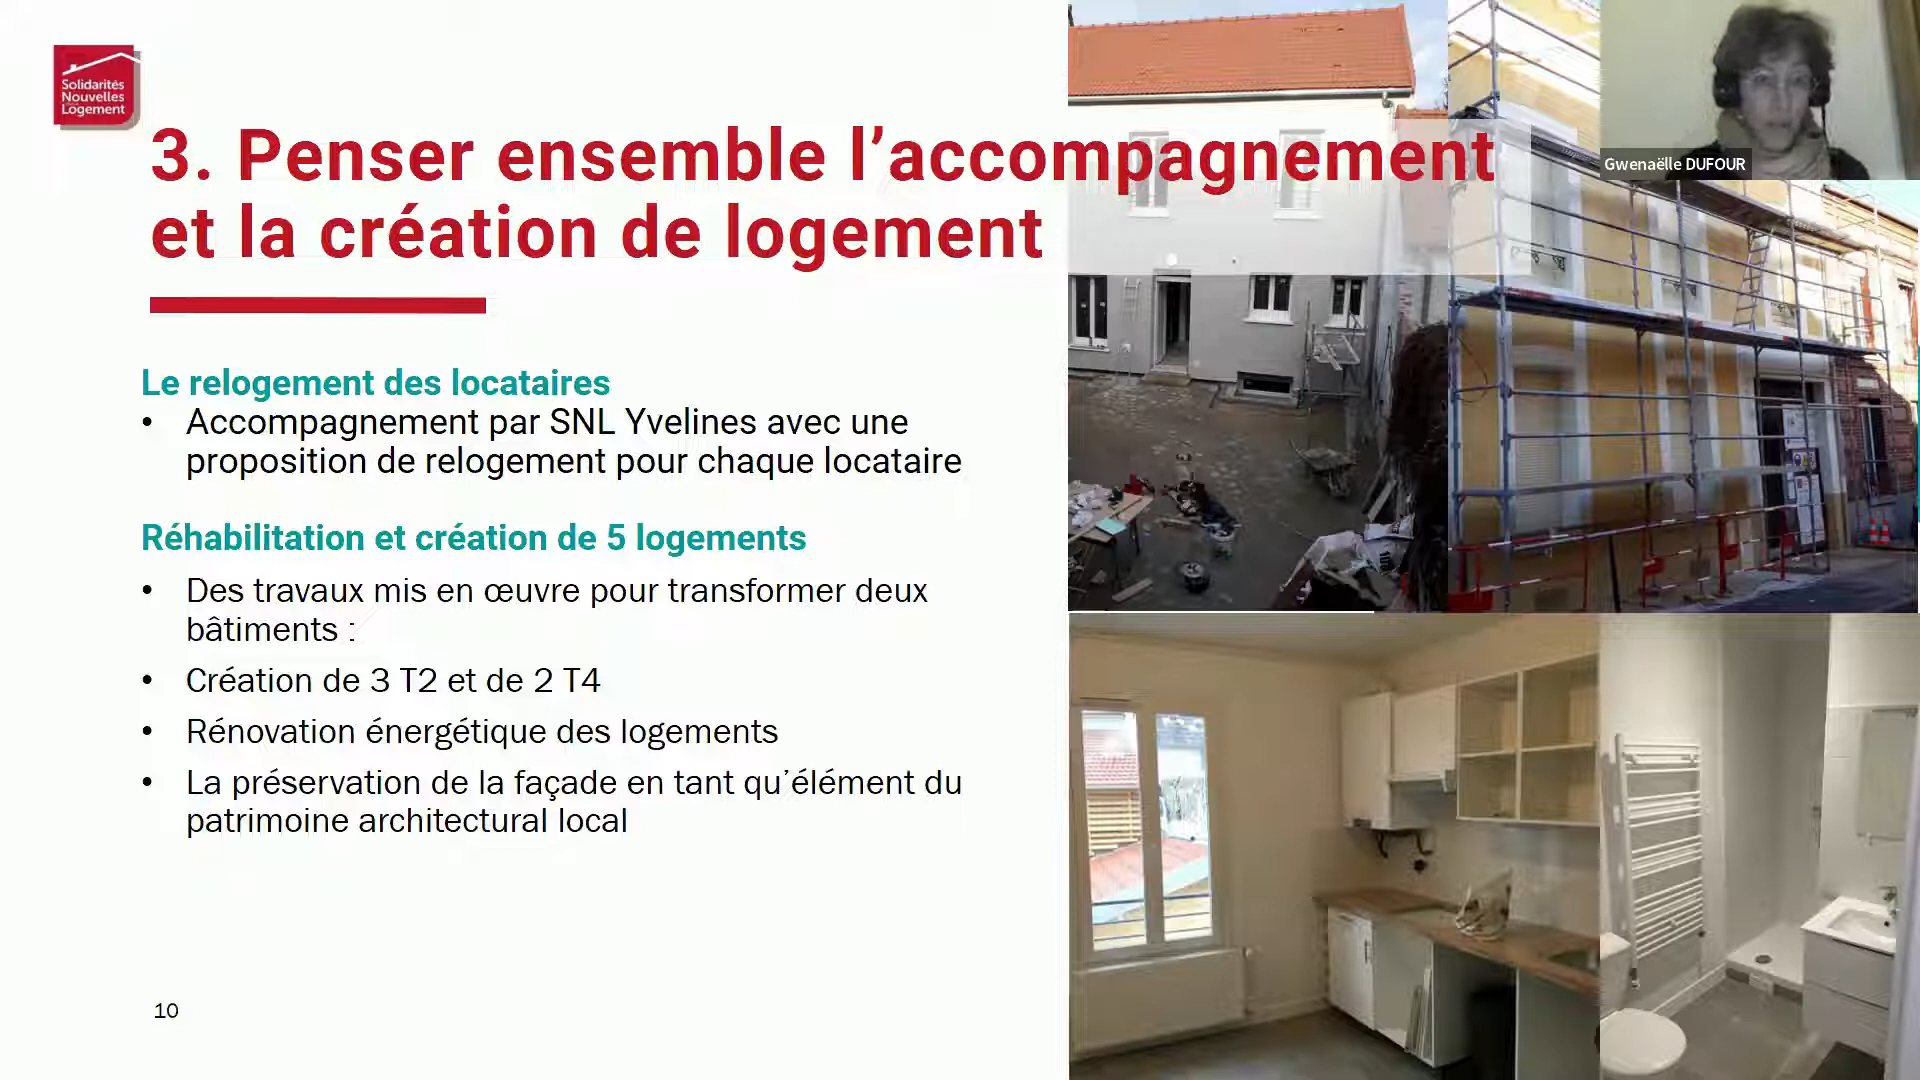 Solidarités
Nouvelles
Logement
3. Penser ensemble l’accompagnement
et la création de logement
Gwenaëlle DUFOUR
Le relogement des locataires
• Accompagnement par SNL Yvelines avec une
proposition de relogement pour chaque locataire
Réhabilitation et création de 5 logements
• Des travaux mis en œuvre pour transformer deux
bâtiments :
• Création de 3 T2 et de 2 T4
• Rénovation énergétique des logements
• La préservation de la façade en tant qu’élément du
patrimoine architectural local
10